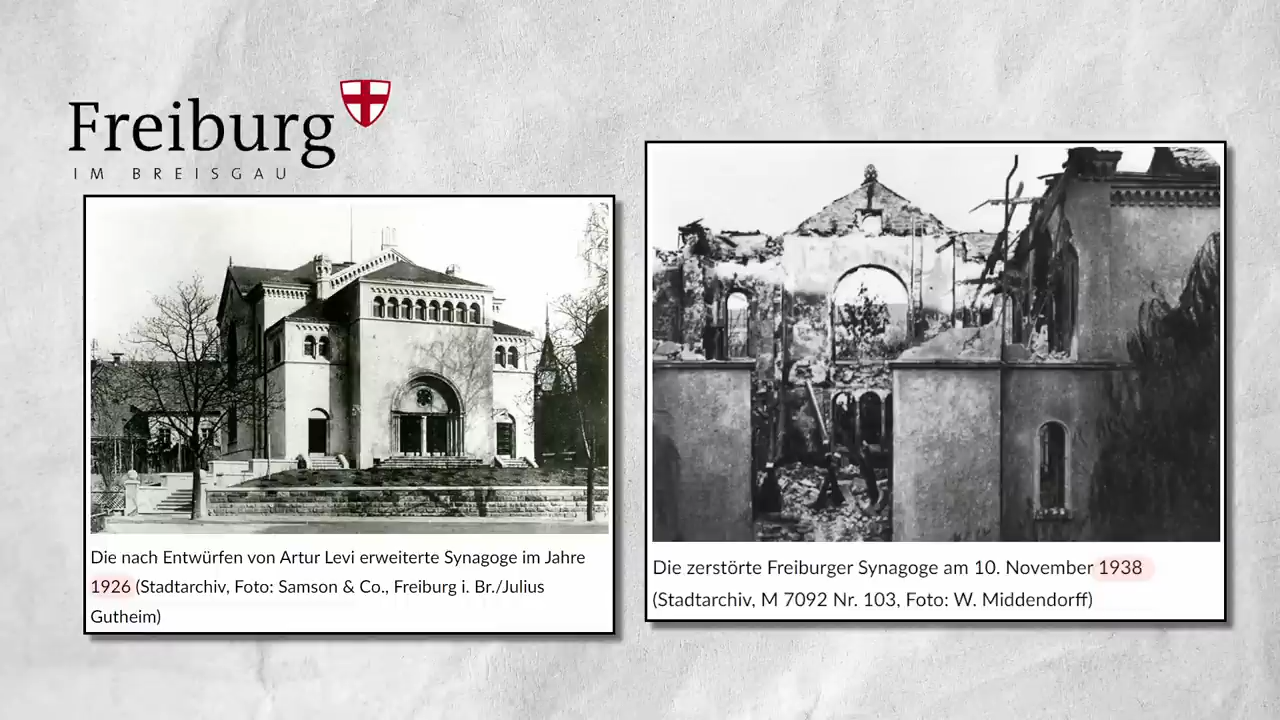 Freiburg
IM BREISGAU
Die nach Entwürfen von Artur Levi erweiterte Synagoge im Jahre
1926 (Stadtarchiv, Foto: Samson & Co., Freiburg i. Br./Julius
Gutheim)
Die zerstörte Freiburger Synagoge am 10. November 1938
(Stadtarchiv, M 7092 Nr. 103, Foto: W. Middendorff)